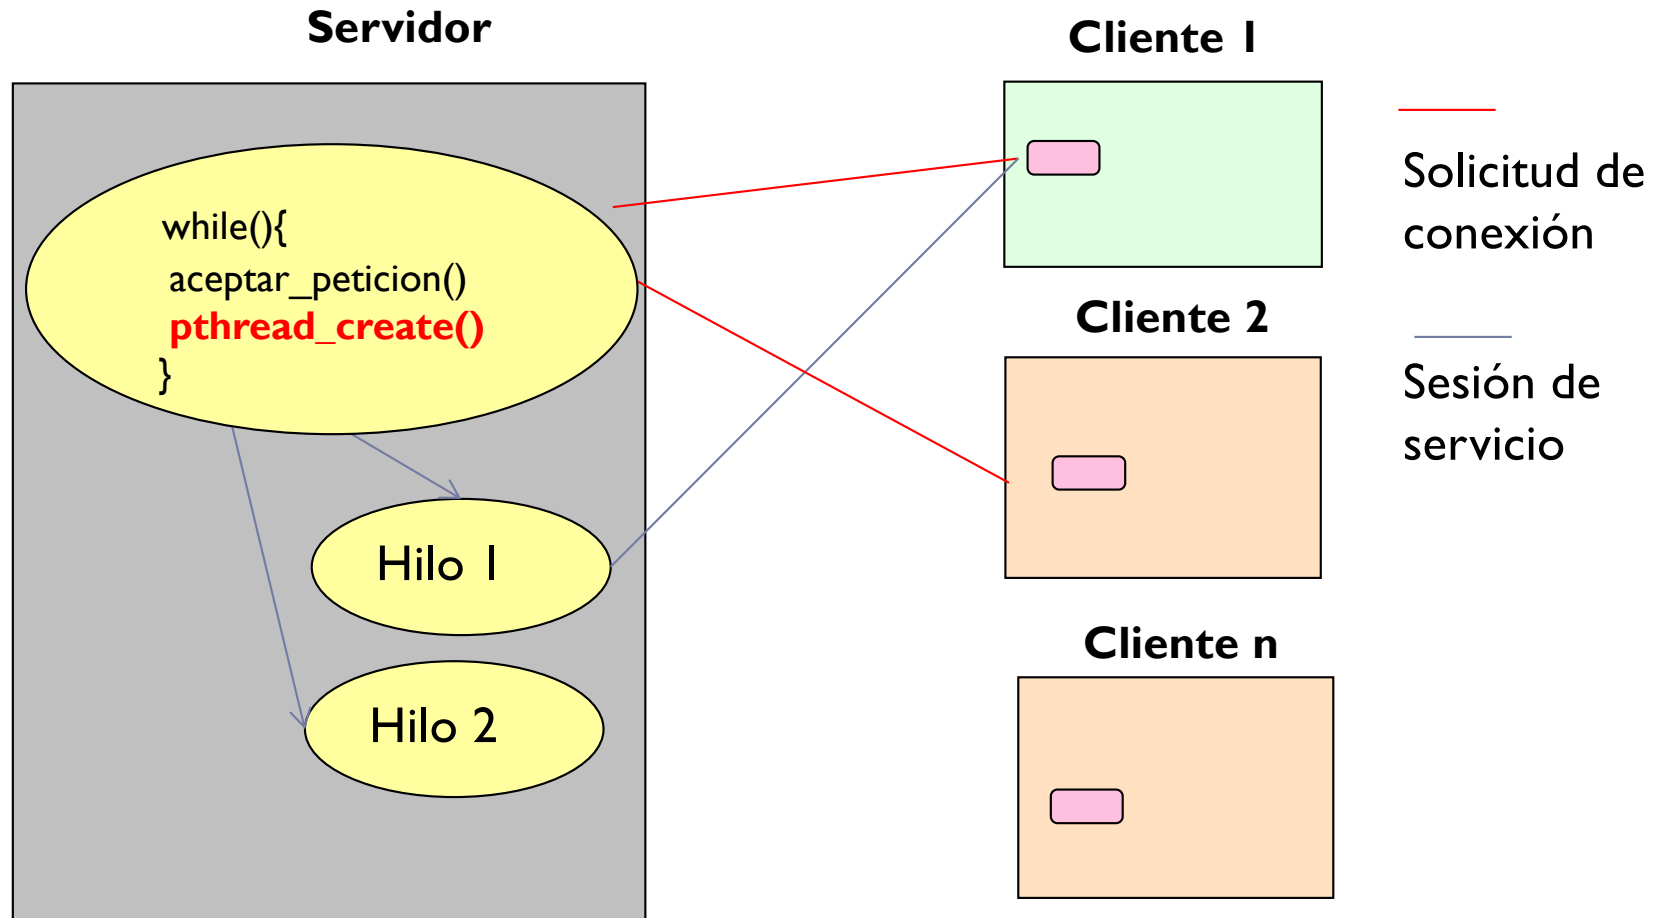 Servidor
while(){
aceptar_peticion()
pthread_create()
}
Hilo 1
Hilo 2
Cliente 1
Cliente 2
Cliente n
Solicitud de
conexión
Sesión de
servicio